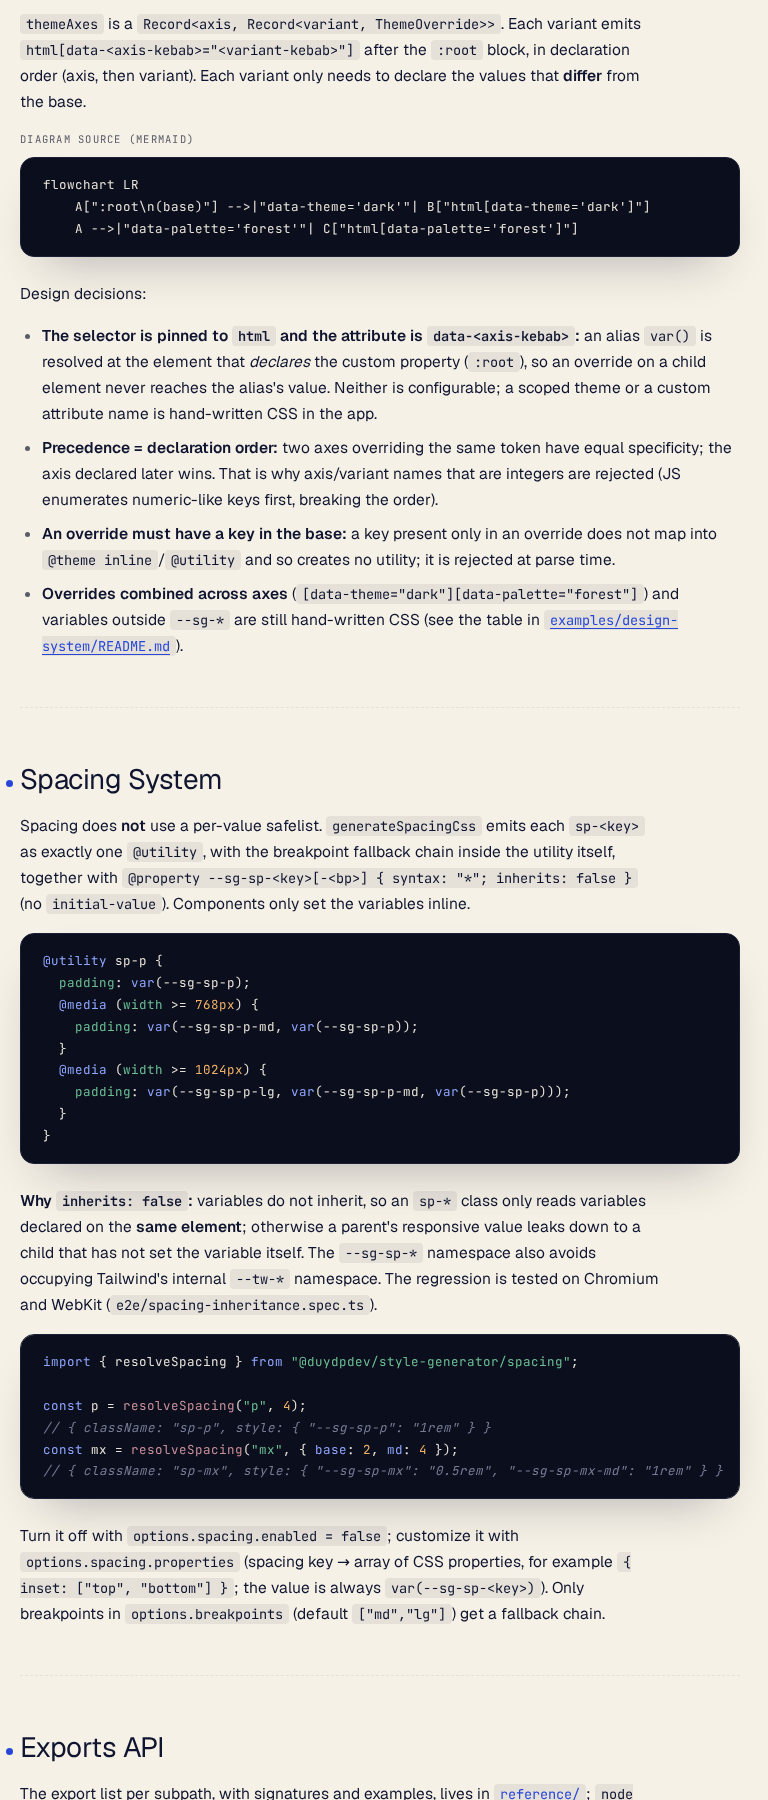 themeAxes is a Record<axis, Record<variant, ThemeOverride>>. Each variant emits
html[data-<axis-kebab>="<variant-kebab>"] after the :root block, in declaration
order (axis, then variant). Each variant only needs to declare the values that differ from
the base.
DIAGRAM SOURCE (MERMAID)
flowchart LR
    A[":root\n(base)"] -->|"data-theme='dark'"| B["html[data-theme='dark']"]
    A -->|"data-palette='forest'"| C["html[data-palette='forest']"]
Design decisions:
• The selector is pinned to html and the attribute is data-<axis-kebab>: an alias var() is
resolved at the element that declares the custom property (:root), so an override on a child
element never reaches the alias's value. Neither is configurable; a scoped theme or a custom
attribute name is hand-written CSS in the app.
• Precedence = declaration order: two axes overriding the same token have equal specificity; the
axis declared later wins. That is why axis/variant names that are integers are rejected (JS
enumerates numeric-like keys first, breaking the order).
• An override must have a key in the base: a key present only in an override does not map into
@theme inline/@utility and so creates no utility; it is rejected at parse time.
• Overrides combined across axes ([data-theme="dark"][data-palette="forest"]) and
variables outside --sg-* are still hand-written CSS (see the table in examples/design-
system/README.md).
Spacing System
Spacing does not use a per-value safelist. generateSpacingCss emits each sp-<key>
as exactly one @utility, with the breakpoint fallback chain inside the utility itself,
together with @property --sg-sp-<key>[-<bp>] { syntax: "*"; inherits: false }
(no initial-value). Components only set the variables inline.
@utility sp-p {
  padding: var(--sg-sp-p);
  @media (width >= 768px) {
    padding: var(--sg-sp-p-md, var(--sg-sp-p));
  }
  @media (width >= 1024px) {
    padding: var(--sg-sp-p-lg, var(--sg-sp-p-md, var(--sg-sp-p)));
  }
}
Why inherits: false: variables do not inherit, so an sp-* class only reads variables
declared on the same element; otherwise a parent's responsive value leaks down to a
child that has not set the variable itself. The --sg-sp-* namespace also avoids
occupying Tailwind's internal --tw-* namespace. The regression is tested on Chromium
and WebKit (e2e/spacing-inheritance.spec.ts).
import { resolveSpacing } from "@duydpdev/style-generator/spacing";

const p = resolveSpacing("p", 4);
// { className: "sp-p", style: { "--sg-sp-p": "1rem" } }
const mx = resolveSpacing("mx", { base: 2, md: 4 });
// { className: "sp-mx", style: { "--sg-sp-mx": "0.5rem", "--sg-sp-mx-md": "1rem" } }
Turn it off with options.spacing.enabled = false; customize it with
options.spacing.properties (spacing key → array of CSS properties, for example {
inset: ["top", "bottom"] }; the value is always var(--sg-sp-<key>)). Only
breakpoints in options.breakpoints (default ["md","lg"]) get a fallback chain.
Exports API
The export list per subpath, with signatures and examples, lives in reference/; node